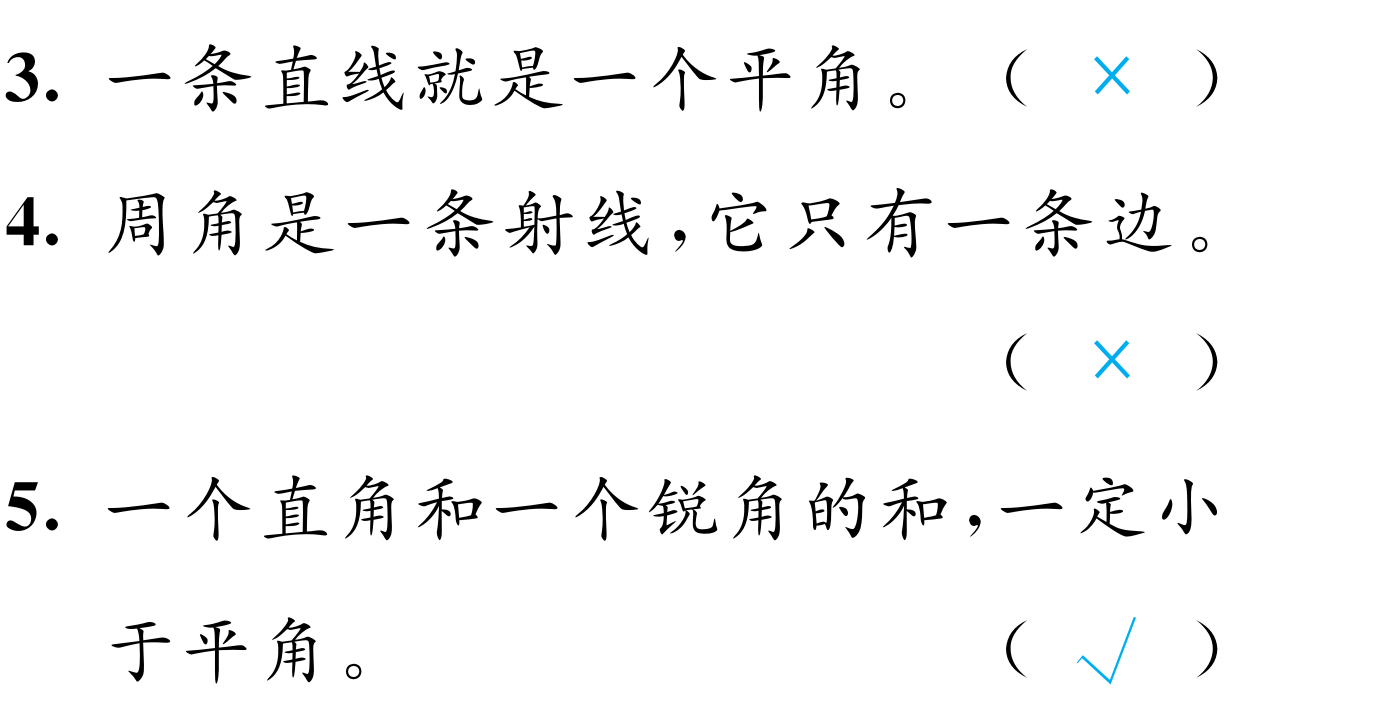 3. 一条直线就是一个平角。 ( × )
4. 周角是一条射线,它只有一条边。
( × )
5. 一个直角和一个锐角的和,一定小
于平角。 ( √ )